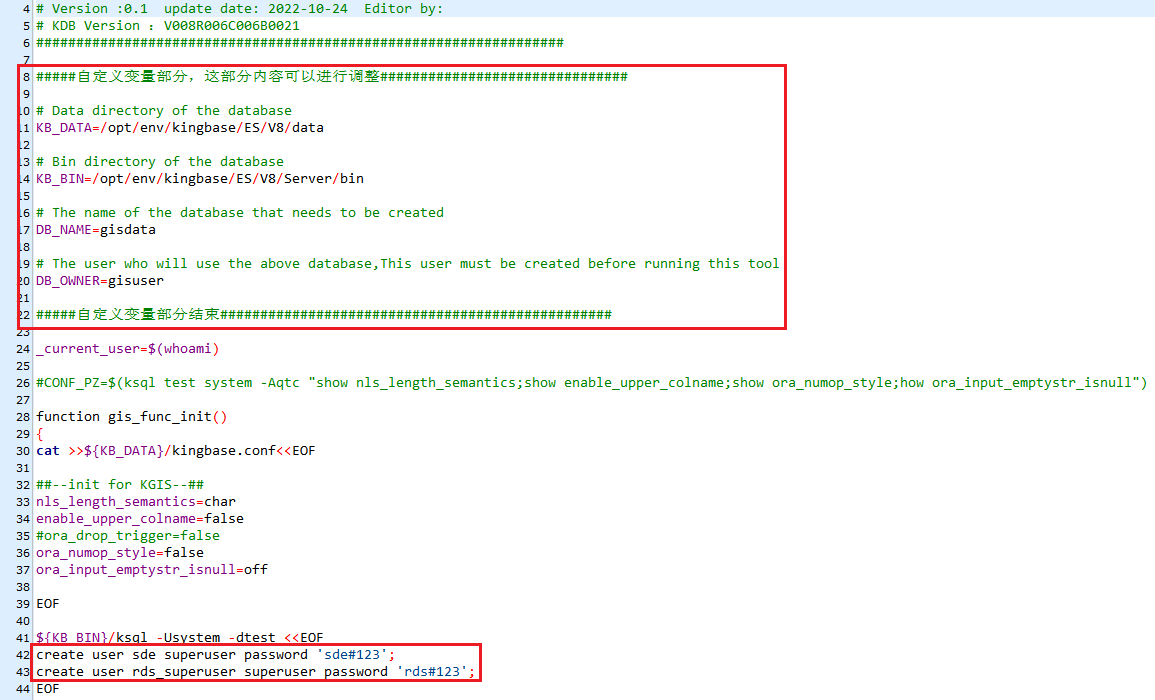 4 # Version :0.1  update date: 2022-10-24  Editor by:
5 # KDB Version : V008R006C006B0021
6 ##################################################################
7
8 #####自定义变量部分，这部分内容可以进行调整###############################
9
10 # Data directory of the database
11 KB_DATA=/opt/env/kingbase/ES/V8/data
12
13 # Bin directory of the database
14 KB_BIN=/opt/env/kingbase/ES/V8/Server/bin
15
16 # The name of the database that needs to be created
17 DB_NAME=gisdata
18
19 # The user who will use the above database,This user must be created before running this tool
20 DB_OWNER=gisuser
21
22 #####自定义变量部分结束#################################################
23
24 _current_user=$(whoami)
25
26 #CONF_PZ=$(ksql test system -Aqtc "show nls_length_semantics;show enable_upper_colname;show ora_numop_style;how ora_input_emptystr_isnull")
27
28 function gis_func_init()
29 {
30 cat >>${KB_DATA}/kingbase.conf<<EOF
31
32 ##--init for KGIS--##
33 nls_length_semantics=char
34 enable_upper_colname=false
35 #ora_drop_trigger=false
36 ora_numop_style=false
37 ora_input_emptystr_isnull=off
38
39 EOF
40
41 ${KB_BIN}/ksql -Usystem -dtest <<EOF
42 create user sde superuser password 'sde#123';
43 create user rds_superuser superuser password 'rds#123';
44 EOF